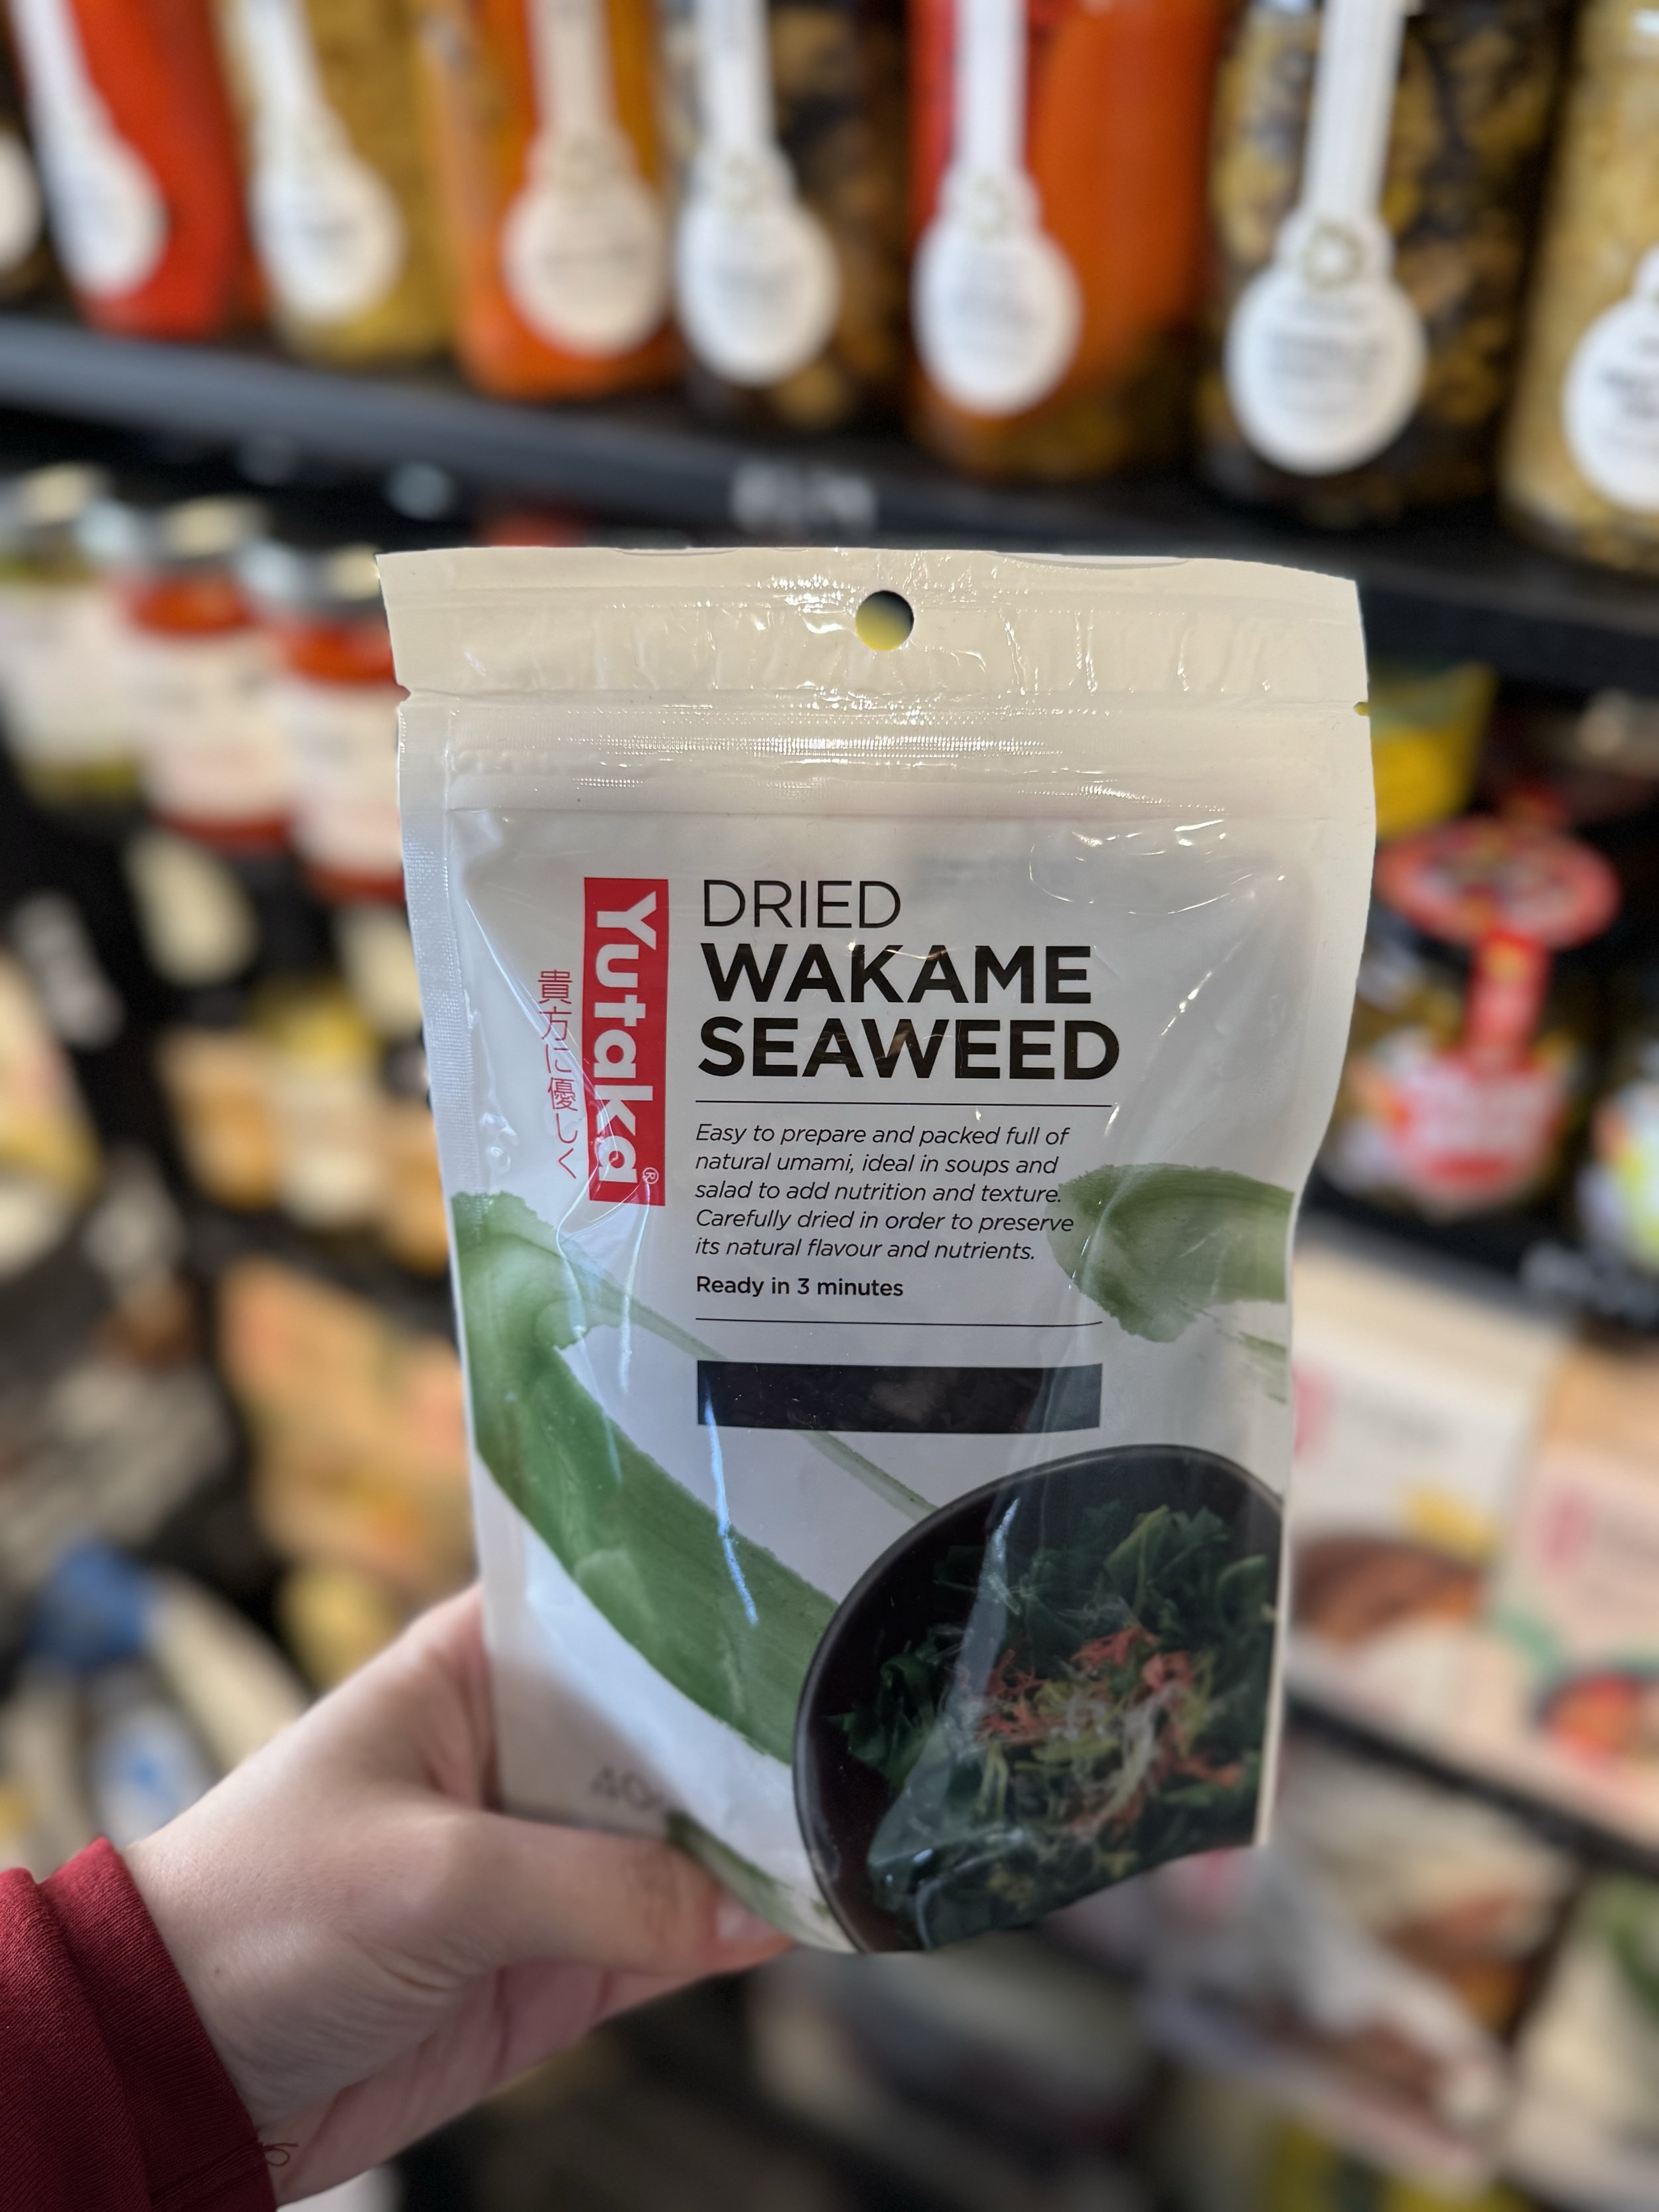 DRIED
WAKAME
SEAWEED
Yutaka®
貴方に優しく
Easy to prepare and packed full of
natural umami, ideal in soups and
salad to add nutrition and texture.
Carefully dried in order to preserve
its natural flavour and nutrients.
Ready in 3 minutes